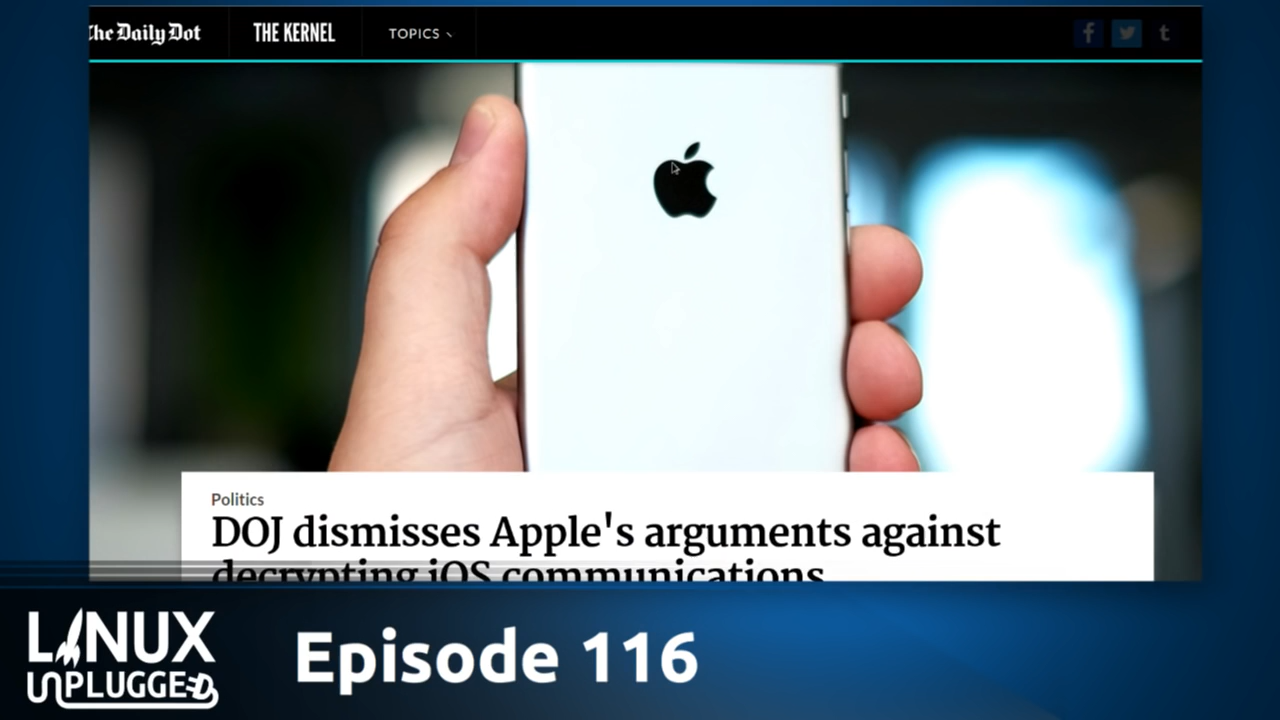 The Daily Dot
THE KERNEL
TOPICS
f
t
Politics
DOJ dismisses Apple's arguments against
decrypting iOS communications
LINUX
UNPLUGGED
Episode 116